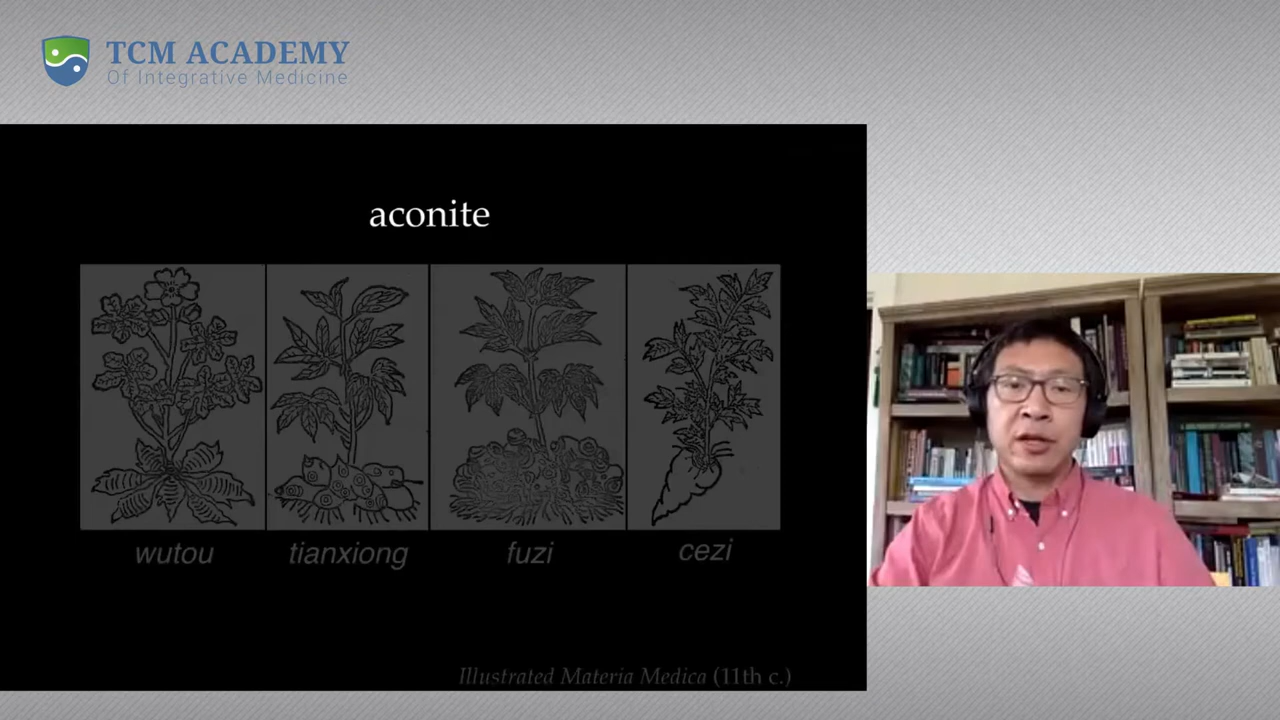 TCM ACADEMY
Of Integrative Medicine
aconite
wutou tianxiong fuzi cezi
Illustrated Materia Medica (11th c.)